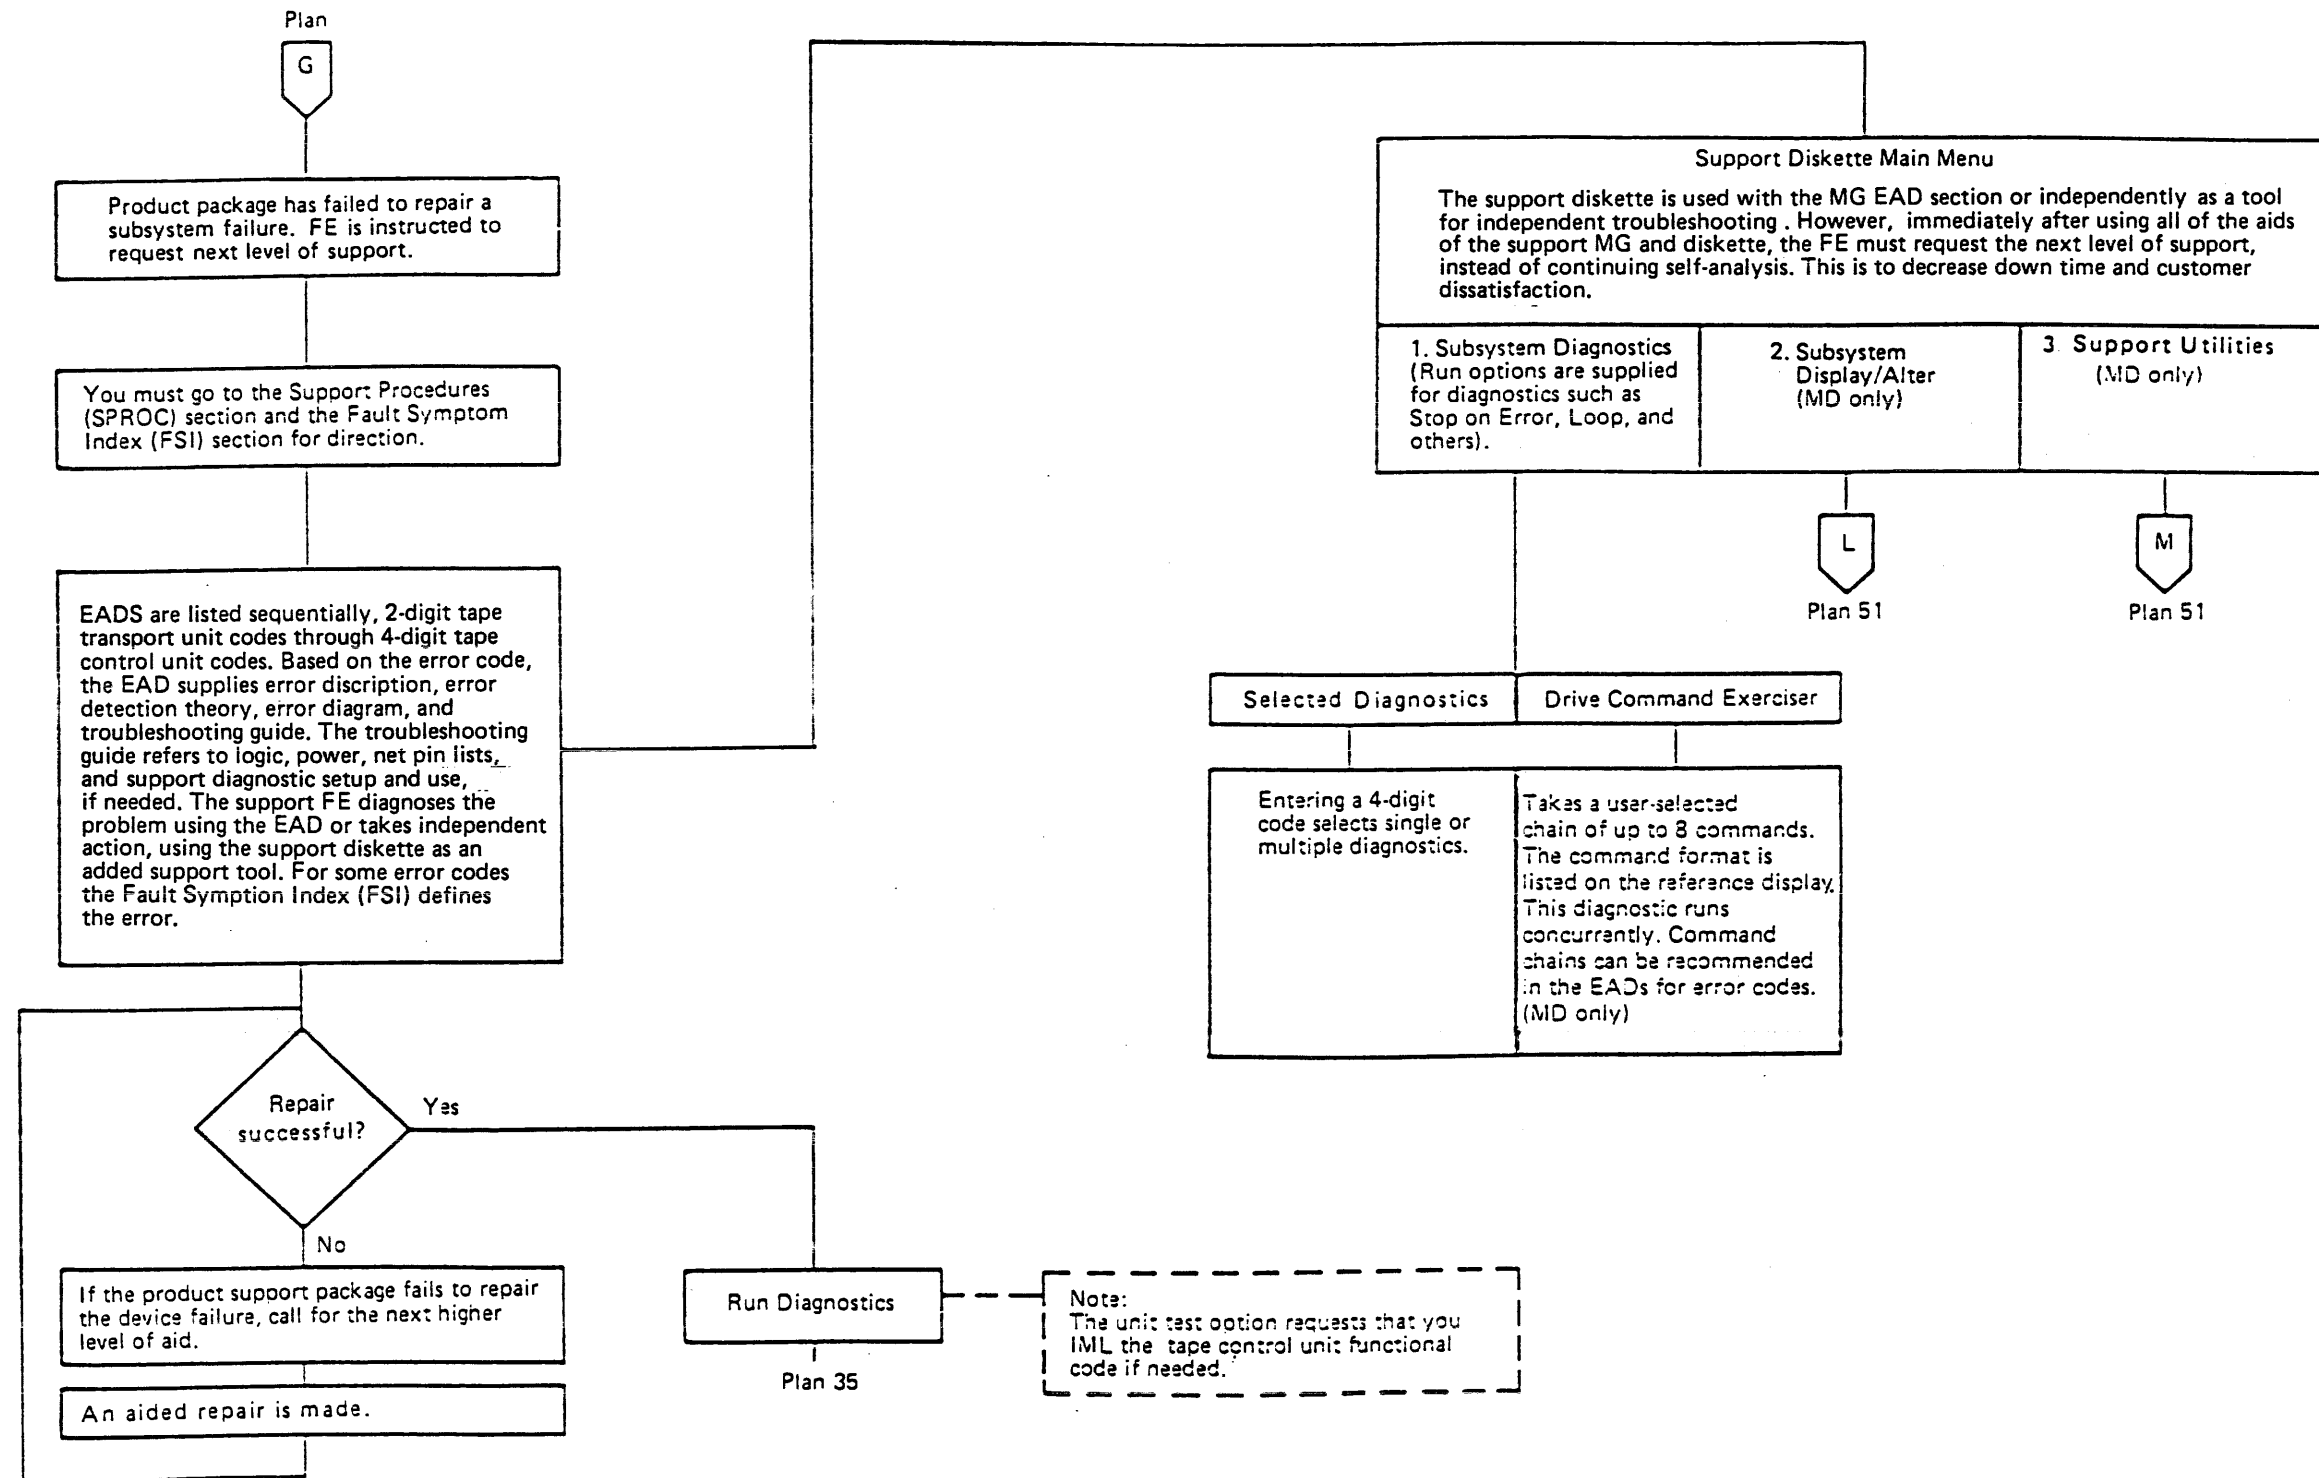 Plan
G
Product package has failed to repair a
subsystem failure. FE is instructed to
request next level of support.
You must go to the Support Procedures
(SPROC) section and the Fault Symptom
Index (FSI) section for direction.
EADS are listed sequentially, 2-digit tape
transport unit codes through 4-digit tape
control unit codes. Based on the error code,
the EAD supplies error discription, error
detection theory, error diagram, and
troubleshooting guide. The troubleshooting
guide refers to logic, power, net pin lists,
and support diagnostic setup and use,
if needed. The support FE diagnoses the
problem using the EAD or takes independent
action, using the support diskette as an
added support tool. For some error codes
the Fault Symption Index (FSI) defines
the error.
Repair
successful?
Yes
No
If the product support package fails to repair
the device failure, call for the next higher
level of aid.
An aided repair is made.
Run Diagnostics
Plan 35
Note:
The unit test option requests that you
IML the tape control unit functional
code if needed.
Support Diskette Main Menu
The support diskette is used with the MG EAD section or independently as a tool
for independent troubleshooting . However, immediately after using all of the aids
of the support MG and diskette, the FE must request the next level of support,
instead of continuing self-analysis. This is to decrease down time and customer
dissatisfaction.
1. Subsystem Diagnostics
(Run options are supplied
for diagnostics such as
Stop on Error, Loop, and
others).
2. Subsystem
Display/Alter
(MD only)
3. Support Utilities
(MD only)
L
Plan 51
M
Plan 51
Selected Diagnostics
Drive Command Exerciser
Entering a 4-digit
code selects single or
multiple diagnostics.
Takes a user-selected
chain of up to 8 commands.
The command format is
listed on the reference display.
This diagnostic runs
concurrently. Command
chains can be recommended
in the EADs for error codes.
(MD only)